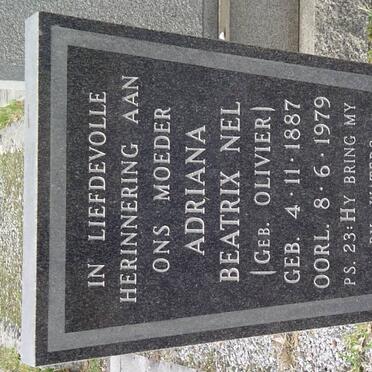 IN LIEFDEVOLLE
HERINNERING AAN
ONS MOEDER
ADRIANA
BEATRIX NEL
(GEB. OLIVIER)
GEB. 4·11·1887
OORL. 8·6·1979
PS. 23: HY BRING MY